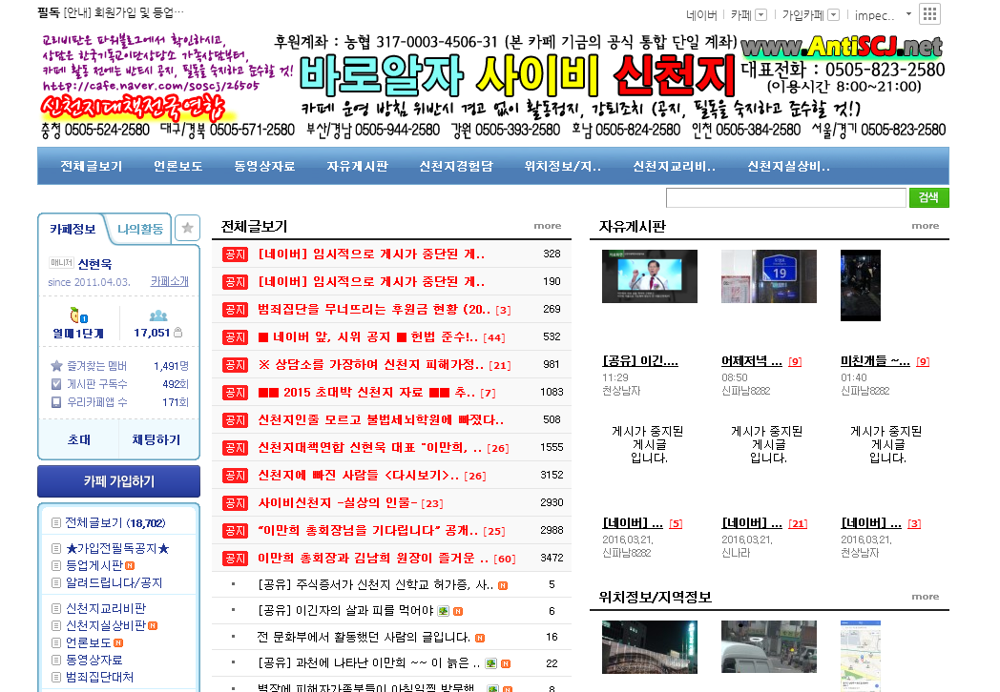 필독 [안내] 회원가입 및 등업…
네이버 카페 가입카페 impec..
교리비판은 파워블로그에서 확인하시고,
상담은 한국기독교이단상담소 가족상담부터,
카페 활동 전에는 반드시 공지, 필독을 숙지하고 준수할 것!
http://cafe.naver.com/soscj/26505
신천지대책전국연합
후원계좌 : 농협 317-0003-4506-31 (본 카페 기금의 공식 통합 단일 계좌)
바로알자 사이비 신천지
www.AntiSCJ.net
대표전화 : 0505-823-2580
(이용시간 8:00~21:00)
카페 운영 방침 위반시 경고 없이 활동정지, 강퇴조치 (공지, 필독을 숙지하고 준수할 것!)
충청 0505-524-2580 대구/경북 0505-571-2580 부산/경남 0505-944-2580 강원 0505-393-2580 호남 0505-824-2580 인천 0505-384-2580 서울/경기 0505-823-2580
전체글보기 언론보도 동영상자료 자유게시판 신천지경험담 위치정보/지.. 신천지교리비.. 신천지실상비..
검색
카페정보 나의활동
매니저 신현욱
since 2011.04.03. 카페소개
열매1단계 17,051
즐겨찾는 멤버 1,491명
게시판 구독수 492회
우리카페앱 수 171회
초대 채팅하기
카페 가입하기
전체글보기 (18,702)
★가입전필독공지★
등업게시판
알려드립니다/공지
신천지교리비판
신천지실상비판
언론보도
동영상자료
범죄집단대처
전체글보기 more
공지 [네이버] 임시적으로 게시가 중단된 게.. 328
공지 [네이버] 임시적으로 게시가 중단된 게.. 190
공지 범죄집단을 무너뜨리는 후원금 현황 (20.. [3] 269
공지 ■ 네이버 앞, 시위 공지 ■ 헌법 준수!.. [44] 532
공지 ※ 상담소를 가장하여 신천지 피해가정.. [21] 981
공지 ■■ 2015 초대박 신천지 자료 ■■ 추.. [7] 1083
공지 신천지인줄 모르고 불법세뇌학원에 빠졌다.. 508
공지 신천지대책연합 신현욱 대표 "이만희, .. [26] 1555
공지 신천지에 빠진 사람들 <다시보기>.. [26] 3152
공지 사이비신천지 -실상의 인물- [23] 2930
공지 “이만희 총회장님을 기다립니다” 공개.. [25] 2988
공지 이만희 총회장과 김남희 원장이 즐거운 .. [60] 3472
[공유] 주식증서가 신천지 신학교 허가증, 사.. 5
[공유] 이긴자의 살과 피를 먹어야 6
전 문화부에서 활동했던 사람의 글입니다. 16
[공유] 과천에 나타난 이만희 ~~ 이 늙은 .. 22
벽장에 피해자가족분들이 아침일찍 방문했.. 8
자유게시판 more
19
[공유] 이긴....
11:29
천상남자
어제저녁 ... [9]
08:50
신파남8282
미친개들 ~... [9]
01:40
신파남8282
게시가 중지된
게시글
입니다.
게시가 중지된
게시글
입니다.
게시가 중지된
게시글
입니다.
[네이버] ... [5]
2016.03.21.
신파남8282
[네이버] ... [21]
2016.03.21.
신나라
[네이버] ... [3]
2016.03.21.
천상남자
위치정보/지역정보 more